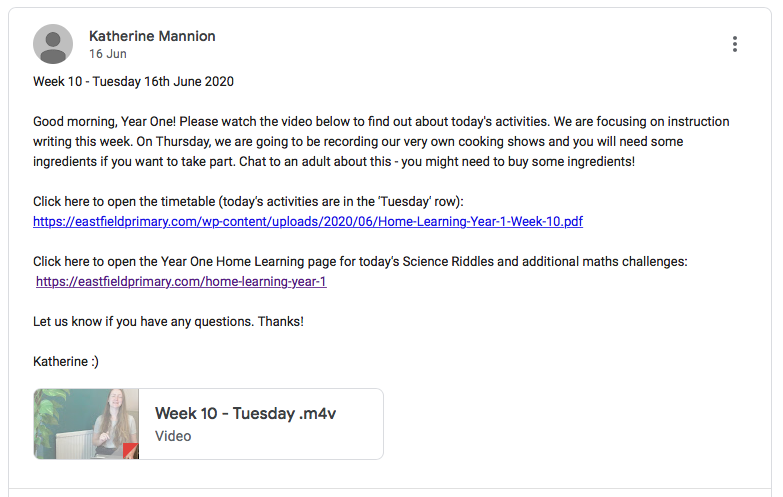 Katherine Mannion
16 Jun
Week 10 - Tuesday 16th June 2020
Good morning, Year One! Please watch the video below to find out about today's activities. We are focusing on instruction
writing this week. On Thursday, we are going to be recording our very own cooking shows and you will need some
ingredients if you want to take part. Chat to an adult about this - you might need to buy some ingredients!
Click here to open the timetable (today's activities are in the 'Tuesday' row):
https://eastfieldprimary.com/wp-content/uploads/2020/06/Home-Learning-Year-1-Week-10.pdf
Click here to open the Year One Home Learning page for today's Science Riddles and additional maths challenges:
https://eastfieldprimary.com/home-learning-year-1
Let us know if you have any questions. Thanks!
Katherine :)
Week 10 - Tuesday .m4v
Video